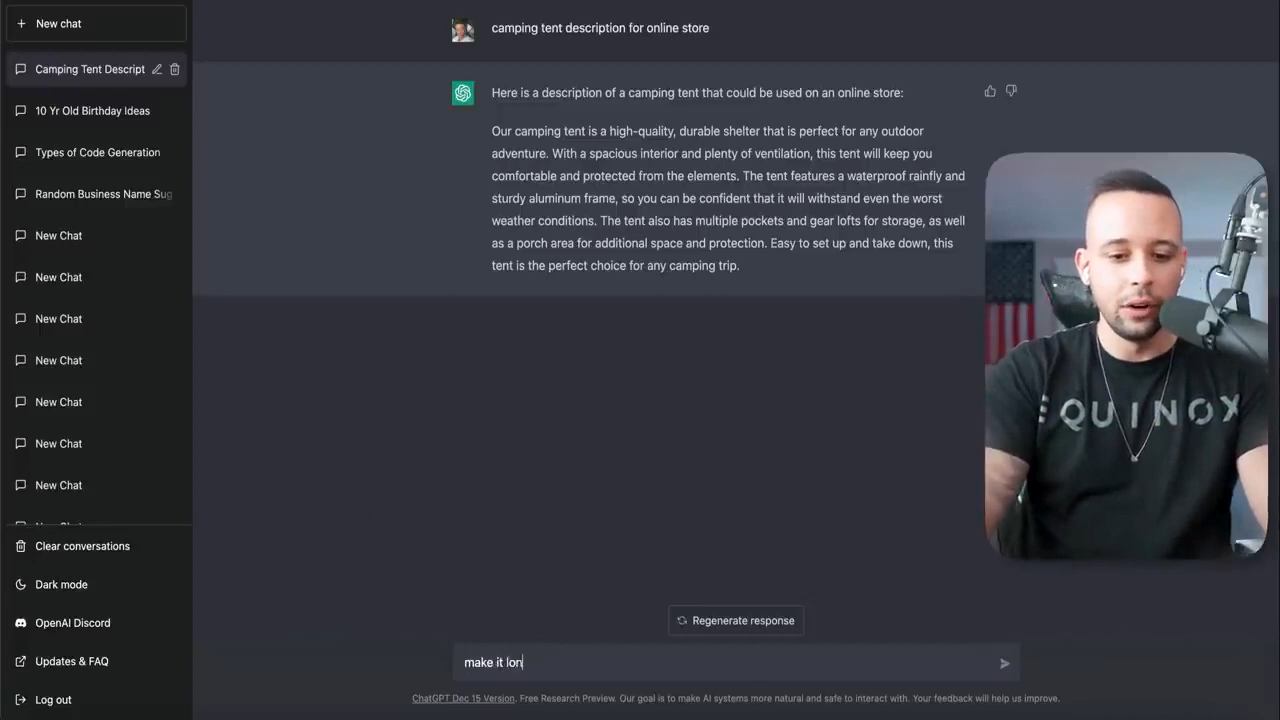 New chat
Camping Tent Descript
10 Yr Old Birthday Ideas
Types of Code Generation
Random Business Name Sug
New Chat
New Chat
New Chat
New Chat
New Chat
New Chat
New Chat
Clear conversations
Dark mode
OpenAI Discord
Updates & FAQ
Log out
camping tent description for online store
Here is a description of a camping tent that could be used on an online store:
Our camping tent is a high-quality, durable shelter that is perfect for any outdoor
adventure. With a spacious interior and plenty of ventilation, this tent will keep you
comfortable and protected from the elements. The tent features a waterproof rainfly and
sturdy aluminum frame, so you can be confident that it will withstand even the worst
weather conditions. The tent also has multiple pockets and gear lofts for storage, as well
as a porch area for additional space and protection. Easy to set up and take down, this
tent is the perfect choice for any camping trip.
EQUINOX
Regenerate response
make it lon
ChatGPT Dec 15 Version. Free Research Preview. Our goal is to make AI systems more natural and safe to interact with. Your feedback will help us improve.